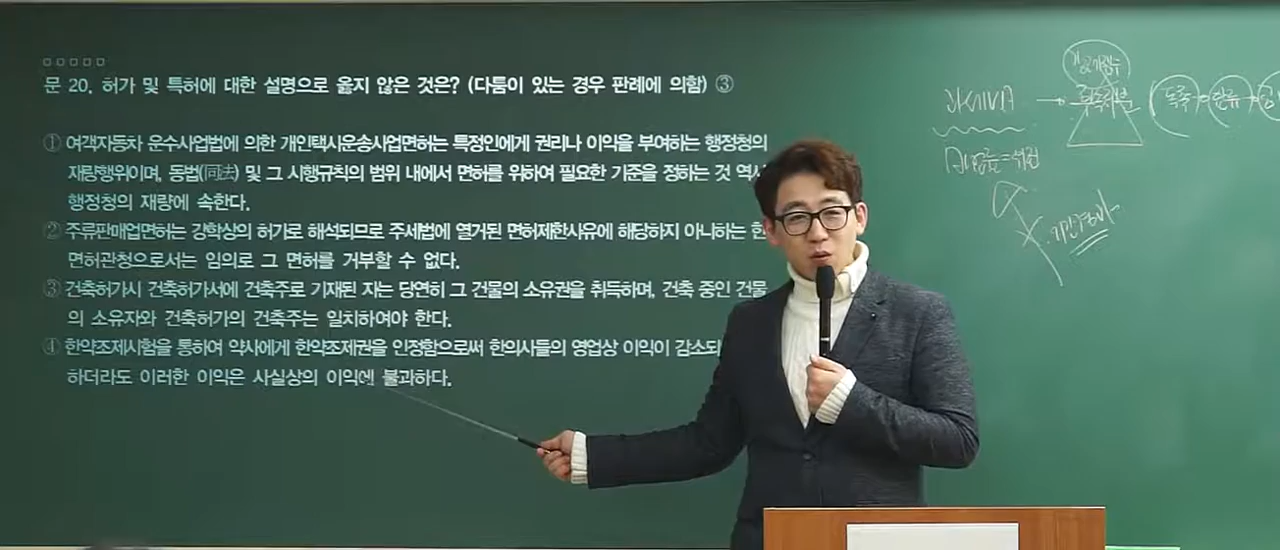 문 20. 허가 및 특허에 대한 설명으로 옳지 않은 것은? (다툼이 있는 경우 판례에 의함) ③
① 여객자동차 운수사업법에 의한 개인택시운송사업면허는 특정인에게 권리나 이익을 부여하는 행정청의
재량행위이며, 동법(同法) 및 그 시행규칙의 범위 내에서 면허를 위하여 필요한 기준을 정하는 것 역시
행정청의 재량에 속한다.
② 주류판매업면허는 강학상의 허가로 해석되므로 주세법에 열거된 면허제한사유에 해당하지 아니하는 한
면허관청으로서는 임의로 그 면허를 거부할 수 없다.
③ 건축허가시 건축허가서에 건축주로 기재된 자는 당연히 그 건물의 소유권을 취득하며, 건축 중인 건물
의 소유자와 건축허가의 건축주는 일치하여야 한다.
④ 한약조제시험을 통하여 약사에게 한약조제권을 인정함으로써 한의사들의 영업상 이익이 감소되
하더라도 이러한 이익은 사실상의 이익에 불과하다.